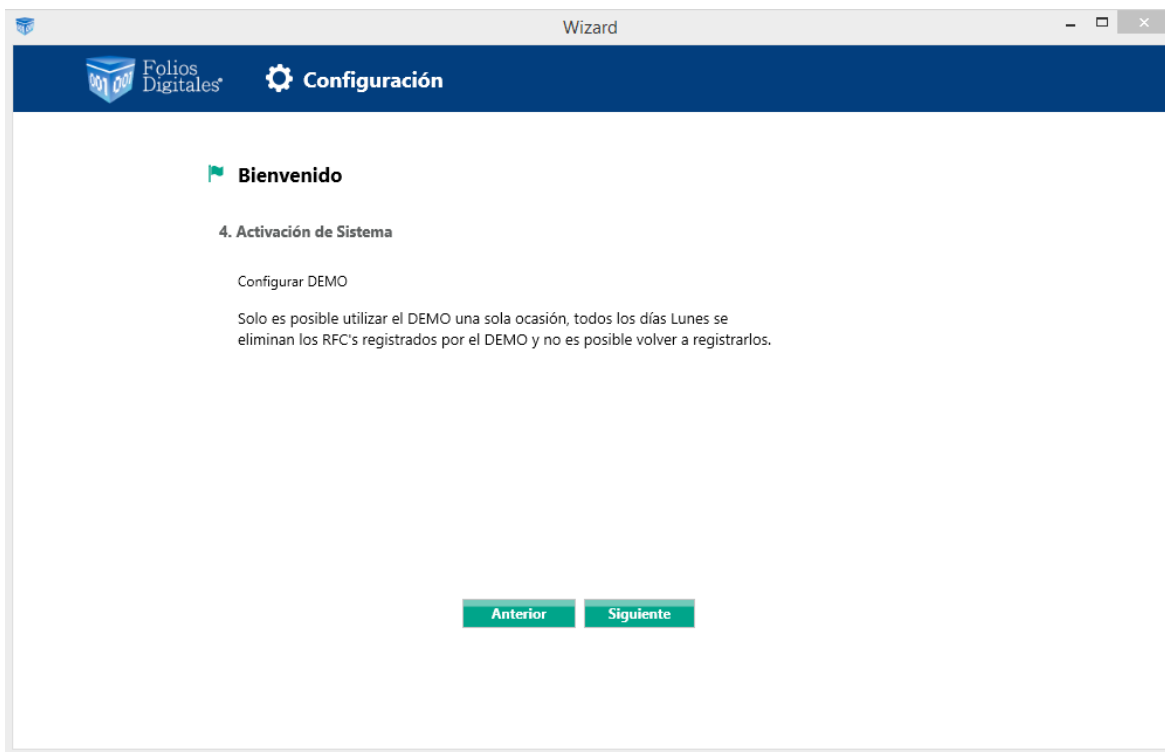 Wizard
Folios
Digitales®
Configuración
001 001
Bienvenido
4. Activación de Sistema
Configurar DEMO
Solo es posible utilizar el DEMO una sola ocasión, todos los días Lunes se
eliminan los RFC's registrados por el DEMO y no es posible volver a registrarlos.
Anterior
Siguiente